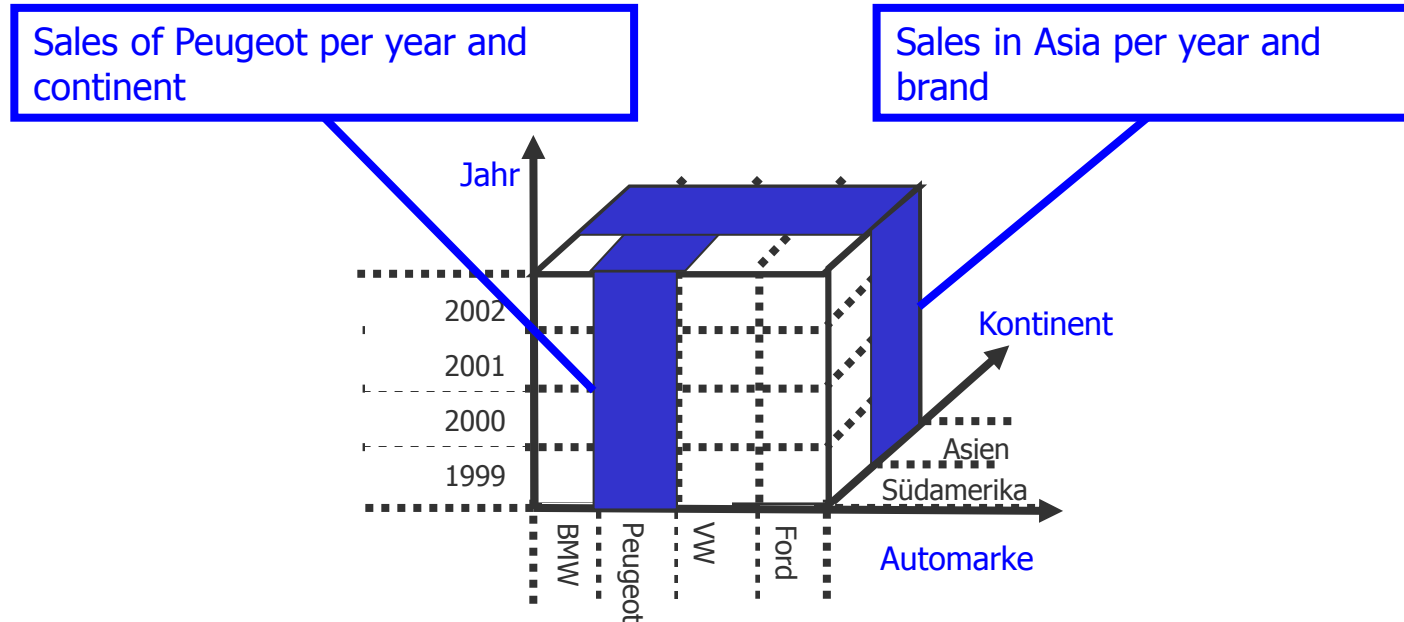 Sales of Peugeot per year and
continent
Sales in Asia per year and
brand
Jahr
2002
2001
2000
1999
Kontinent
Asien
Südamerika
BMW
Peugeot
VW
Ford
Automarke